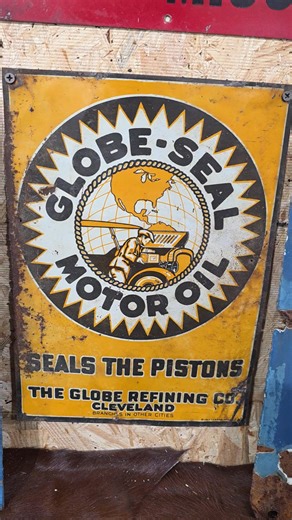 GLOBE-SEAL
MOTOR OIL
SEALS THE PISTONS
THE GLOBE REFINING CO.
CLEVELAND
BRANCHES IN OTHER CITIES